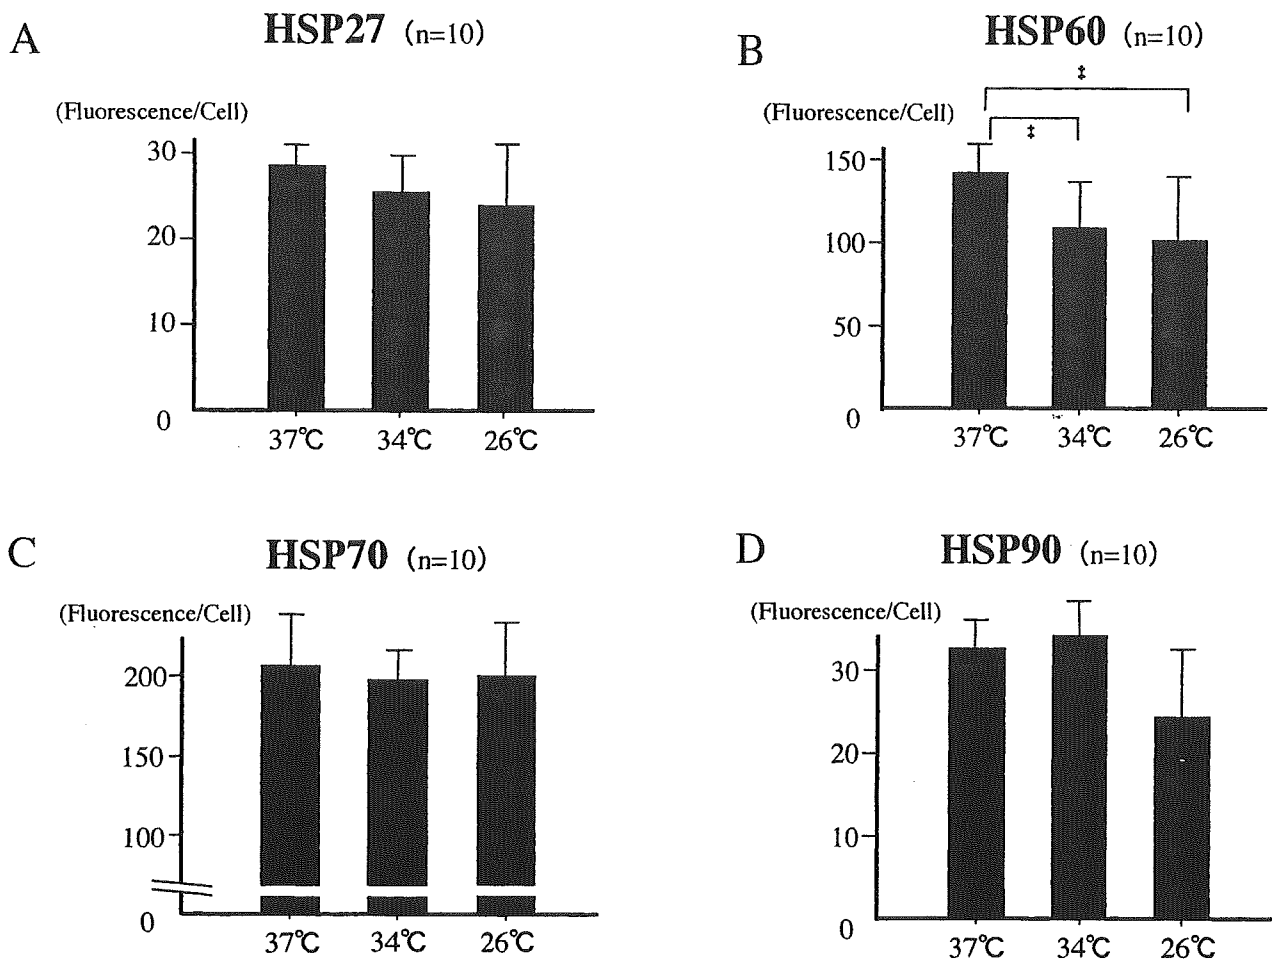 A
HSP27 (n=10)
(Fluorescence/Cell)
30
20
10
0
37℃ 34℃ 26℃
B
HSP60 (n=10)
‡
(Fluorescence/Cell)
‡
150
100
50
0
37℃ 34℃ 26℃
C
HSP70 (n=10)
(Fluorescence/Cell)
200
150
100
0
37℃ 34℃ 26℃
D
HSP90 (n=10)
(Fluorescence/Cell)
30
20
10
0
37℃ 34℃ 26℃